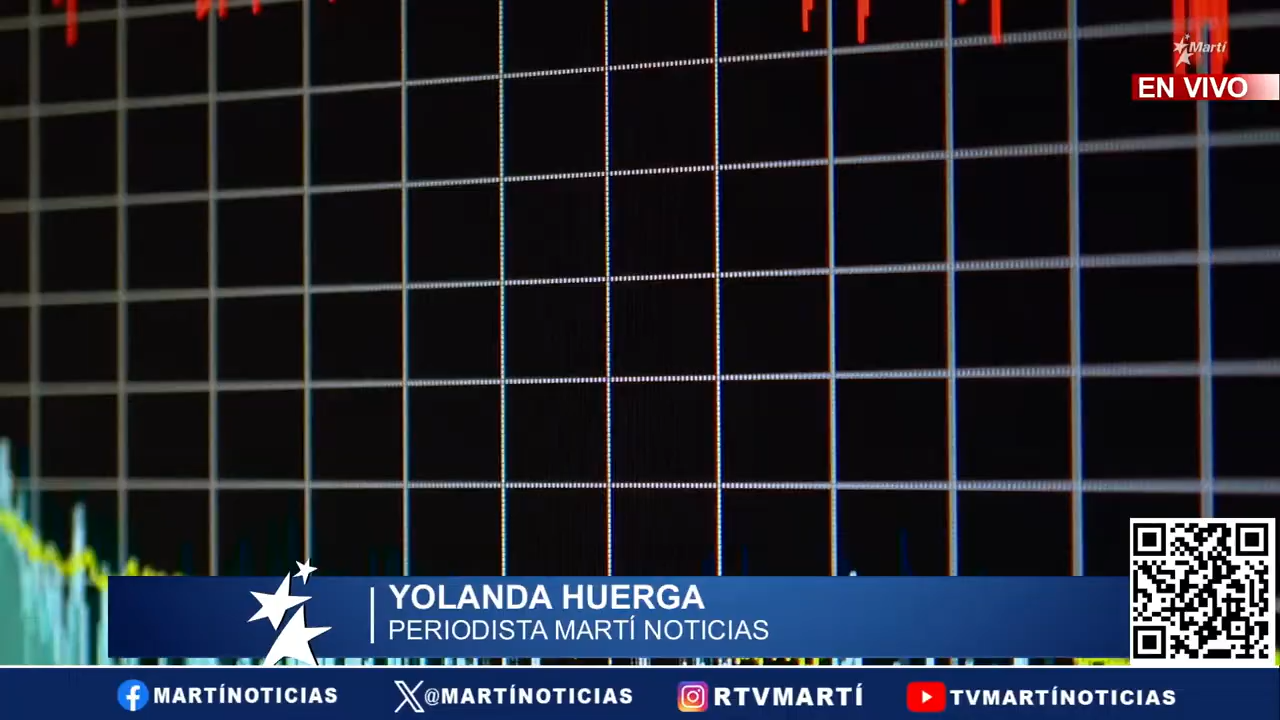 Martí
EN VIVO
YOLANDA HUERGA
PERIODISTA MARTÍ NOTICIAS
MARTÍNOTICIAS
@MARTÍNOTICIAS
RTVMARTÍ
TVMARTÍNOTICIAS